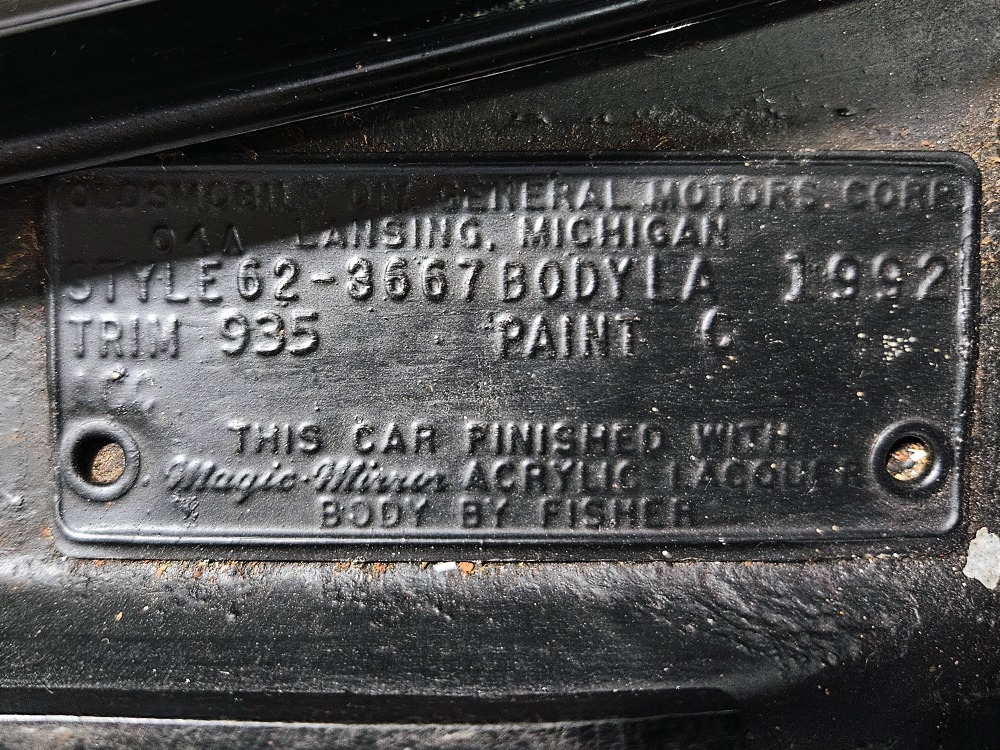 OLDSMOBILE DIV. GENERAL MOTORS CORP.
04A LANSING, MICHIGAN
STYLE 62-3667 BODY LA 1992
TRIM 935 PAINT C
THIS CAR FINISHED WITH
Magic-Mirror ACRYLIC LACQUER
BODY BY FISHER